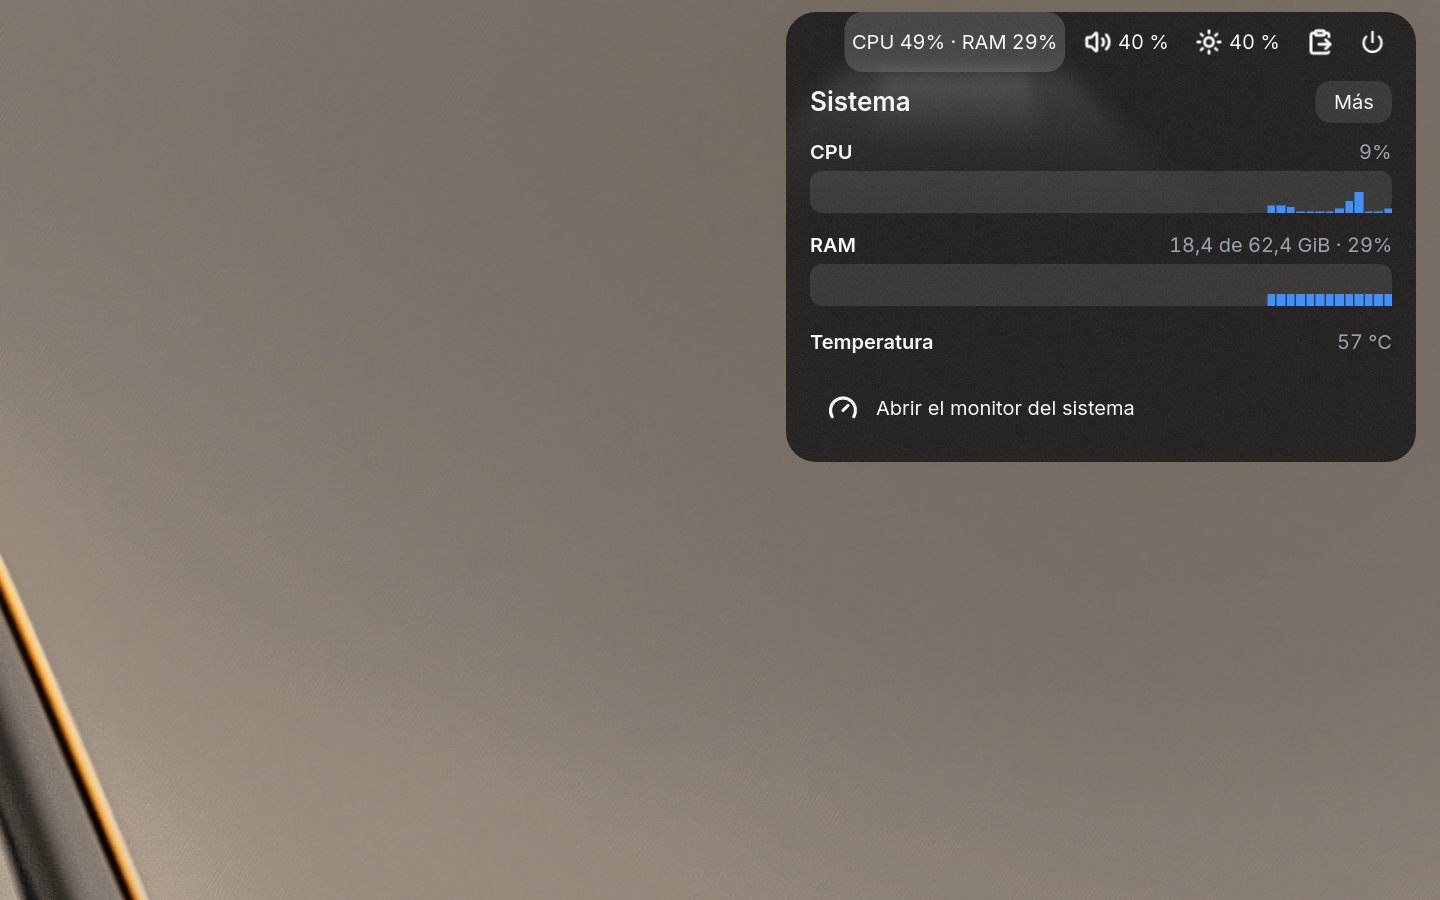 CPU 49% · RAM 29% 40 % 40 %
Sistema Más
CPU 9%
RAM 18,4 de 62,4 GiB · 29%
Temperatura 57 °C
Abrir el monitor del sistema